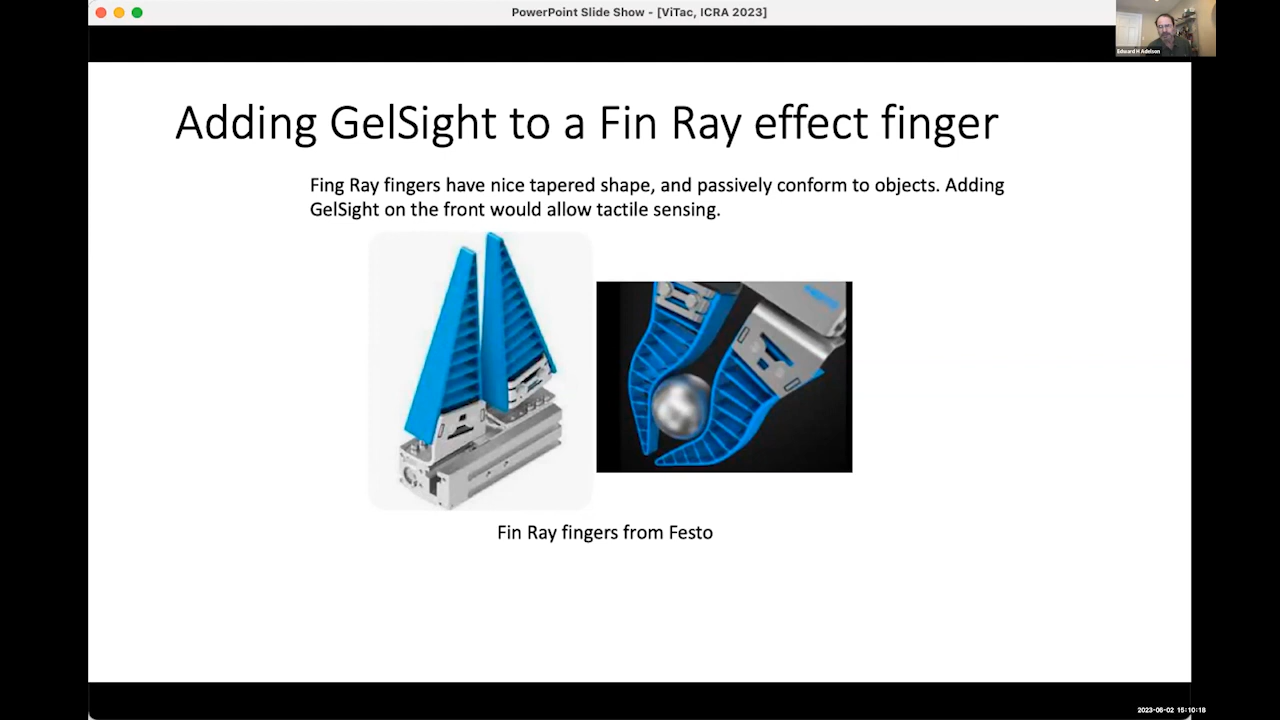 PowerPoint Slide Show - [ViTac, ICRA 2023]
Edward H Adelson
Adding GelSight to a Fin Ray effect finger
Fing Ray fingers have nice tapered shape, and passively conform to objects. Adding
GelSight on the front would allow tactile sensing.
Fin Ray fingers from Festo
2023-06-02 15:10:18